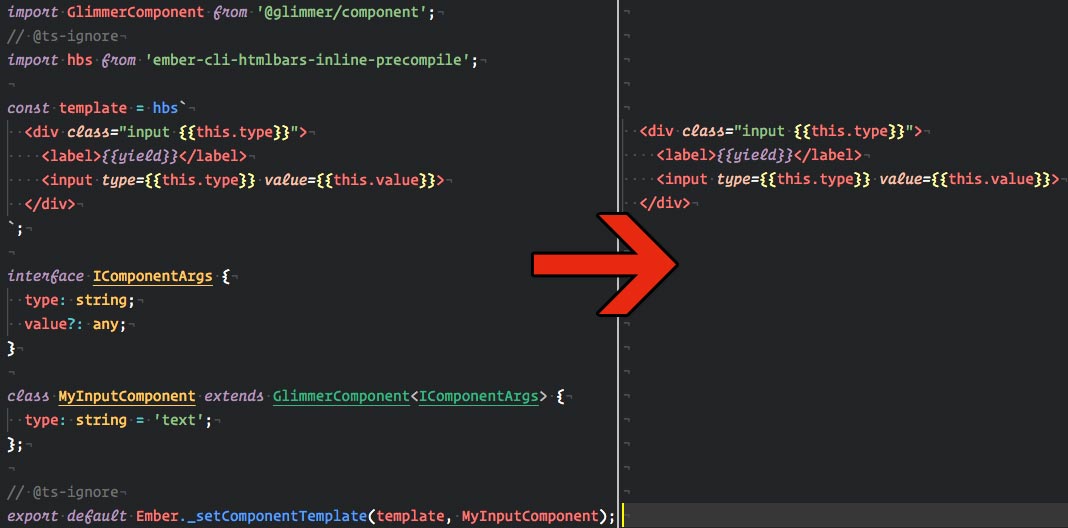 import GlimmerComponent from '@glimmer/component';
// @ts-ignore
import hbs from 'ember-cli-htmlbars-inline-precompile';
const template = hbs`
<div class="input {{this.type}}">
<label>{{yield}}</label>
<input type={{this.type}} value={{this.value}}>
</div>
`;
interface IComponentArgs {
type: string;
value?: any;
}
class MyInputComponent extends GlimmerComponent<IComponentArgs> {
type: string = 'text';
};
// @ts-ignore
export default Ember._setComponentTemplate(template, MyInputComponent);
<div class="input {{this.type}}">
<label>{{yield}}</label>
<input type={{this.type}} value={{this.value}}>
</div>